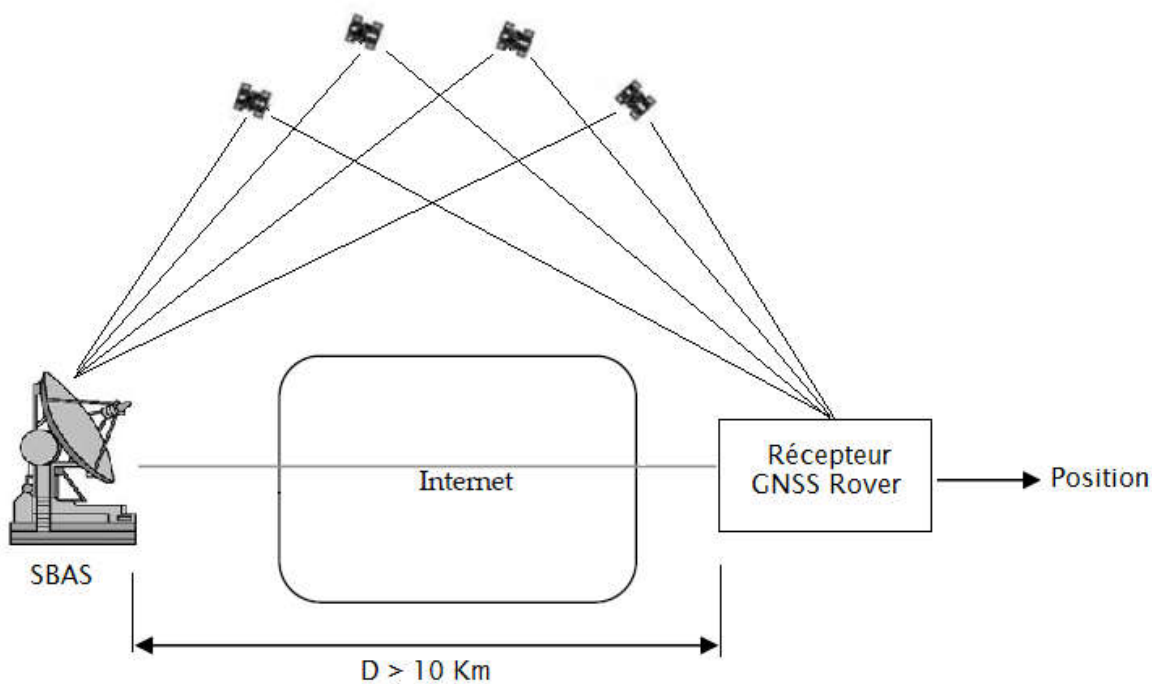 Internet
Récepteur
GNSS Rover
Position
SBAS
D > 10 Km